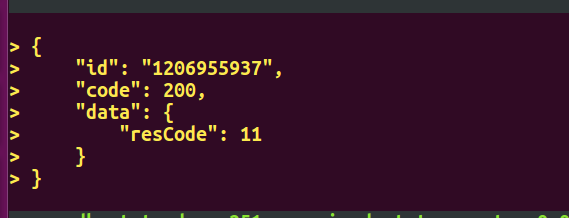 > {
>     "id": "1206955937",
>     "code": 200,
>     "data": {
>         "resCode": 11
>     }
> }